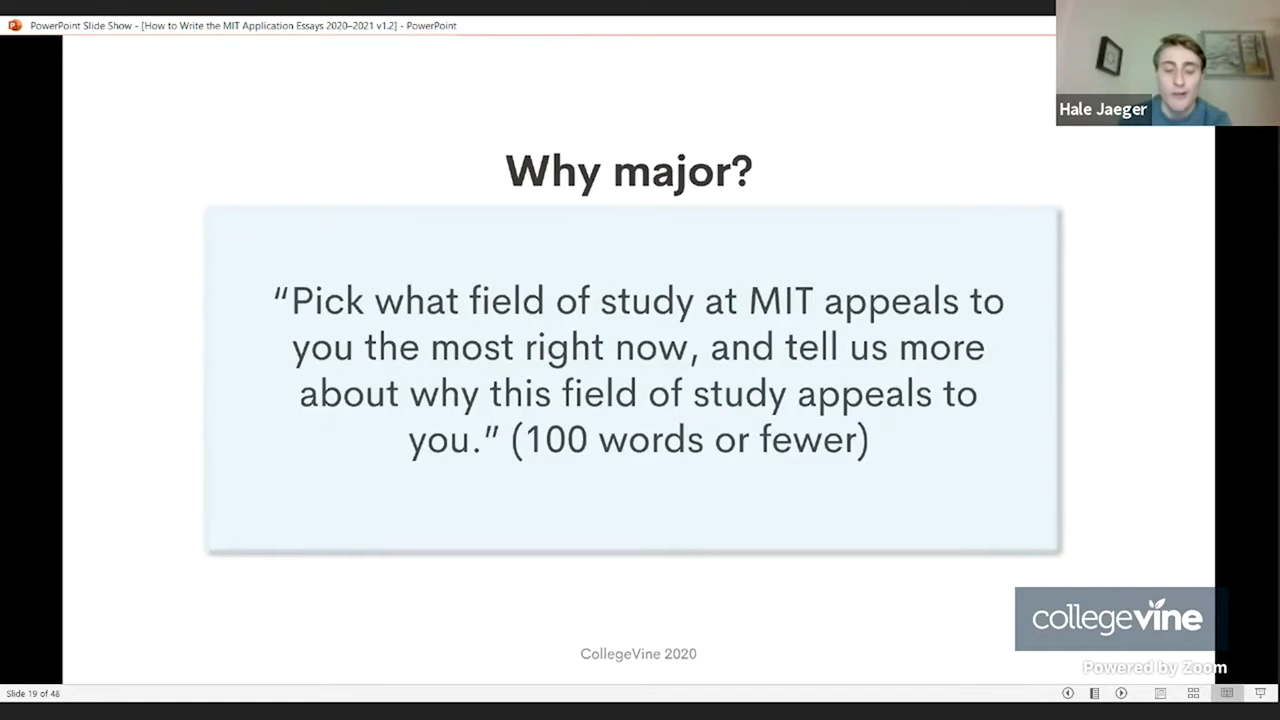 PowerPoint Slide Show - [How to Write the MIT Application Essays 2020–2021 v1.2] - PowerPoint
Hale Jaeger
Why major?
“Pick what field of study at MIT appeals to
you the most right now, and tell us more
about why this field of study appeals to
you.” (100 words or fewer)
collegevine
CollegeVine 2020
Powered by Zoom
Slide 19 of 48